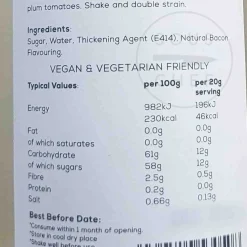 plum tomatoes. Shake and double strain.
Ingredients:
Sugar, Water, Thickening Agent (E414), Natural Bacon
Flavouring.
VEGAN & VEGETARIAN FRIENDLY
Typical Values per 100g per 20g
serving
Energy 982kJ 196kJ
230kcal 46kcal
Fat 0.0g 0.0g
of which saturates 0.0g 0.0g
Carbohydrate 61g 12g
of which sugars 58g 12g
Fibre 2.5g 0.5g
Protein 0.2g 0.0g
Salt 0.66g 0.13g
Best Before Date:
*Consume within 1 month of opening.
*Store in cool dry place
*Shake well before use